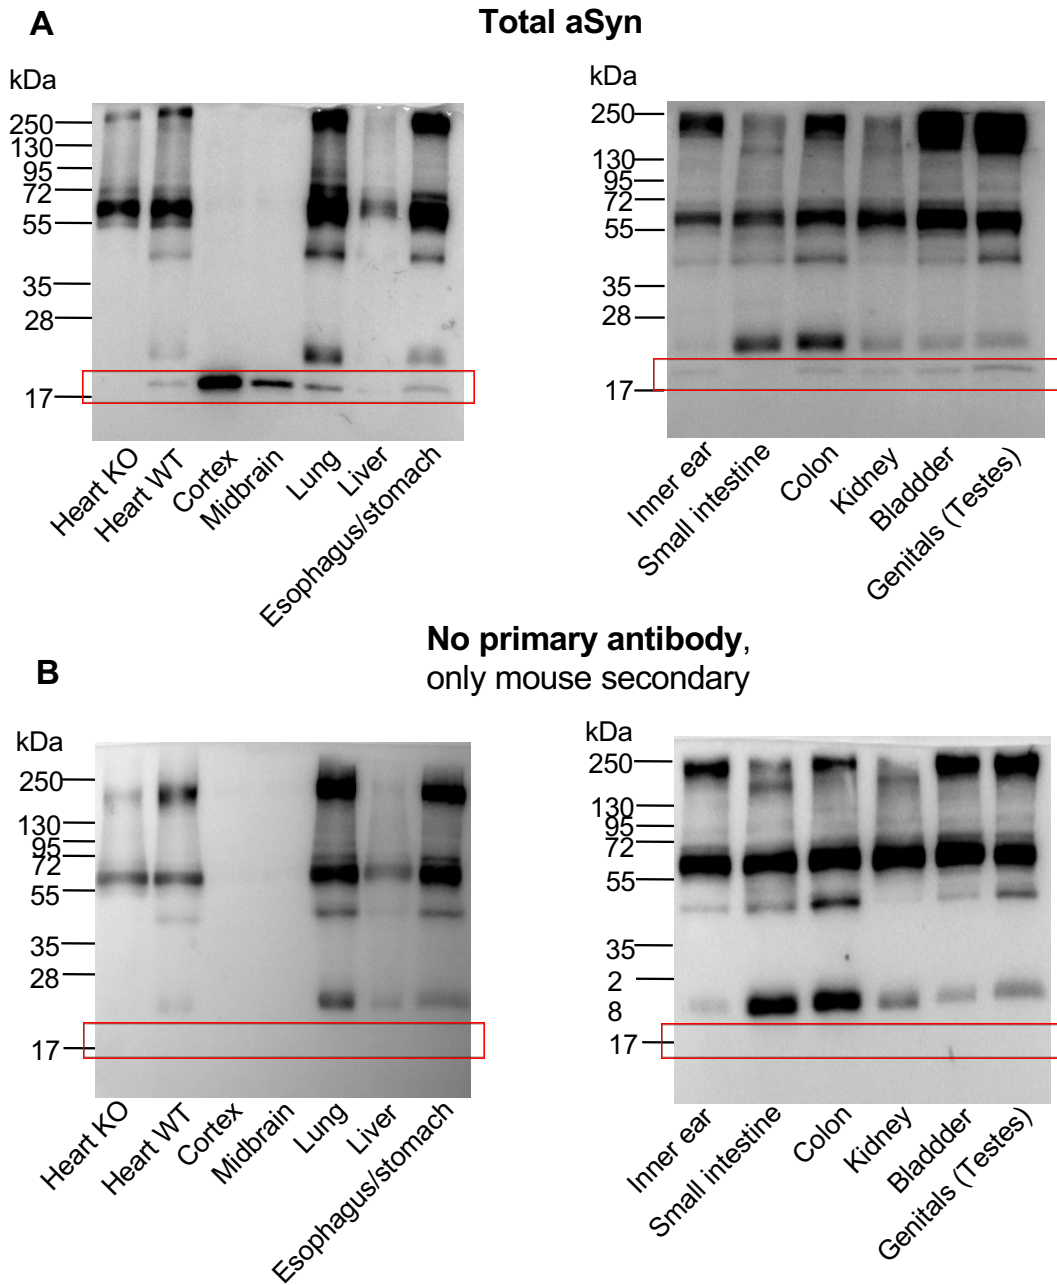 A
Total aSyn
kDa
250
130
95
72
55
35
28
17
Heart KO
Heart WT
Cortex
Midbrain
Lung
Liver
Esophagus/stomach
kDa
250
130
95
72
55
35
28
17
Inner ear
Small intestine
Colon
Kidney
Bladdder
Genitals (Testes)
B
No primary antibody,
only mouse secondary
kDa
250
130
95
72
55
35
28
17
Heart KO
Heart WT
Cortex
Midbrain
Lung
Liver
Esophagus/stomach
kDa
250
130
95
72
55
35
2
8
17
Inner ear
Small intestine
Colon
Kidney
Bladdder
Genitals (Testes)